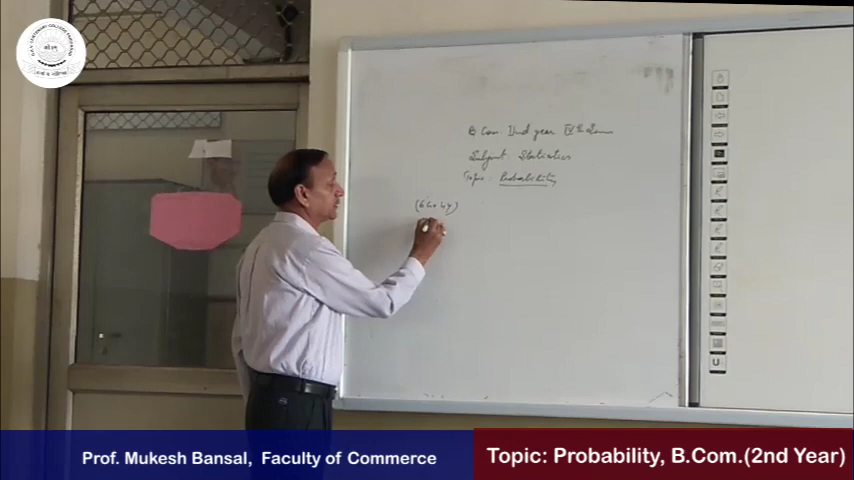 B.Com. IInd year IVth Sem
Subject Statistics
Topic: Probability
Prof. Mukesh Bansal, Faculty of Commerce
Topic: Probability, B.Com.(2nd Year)